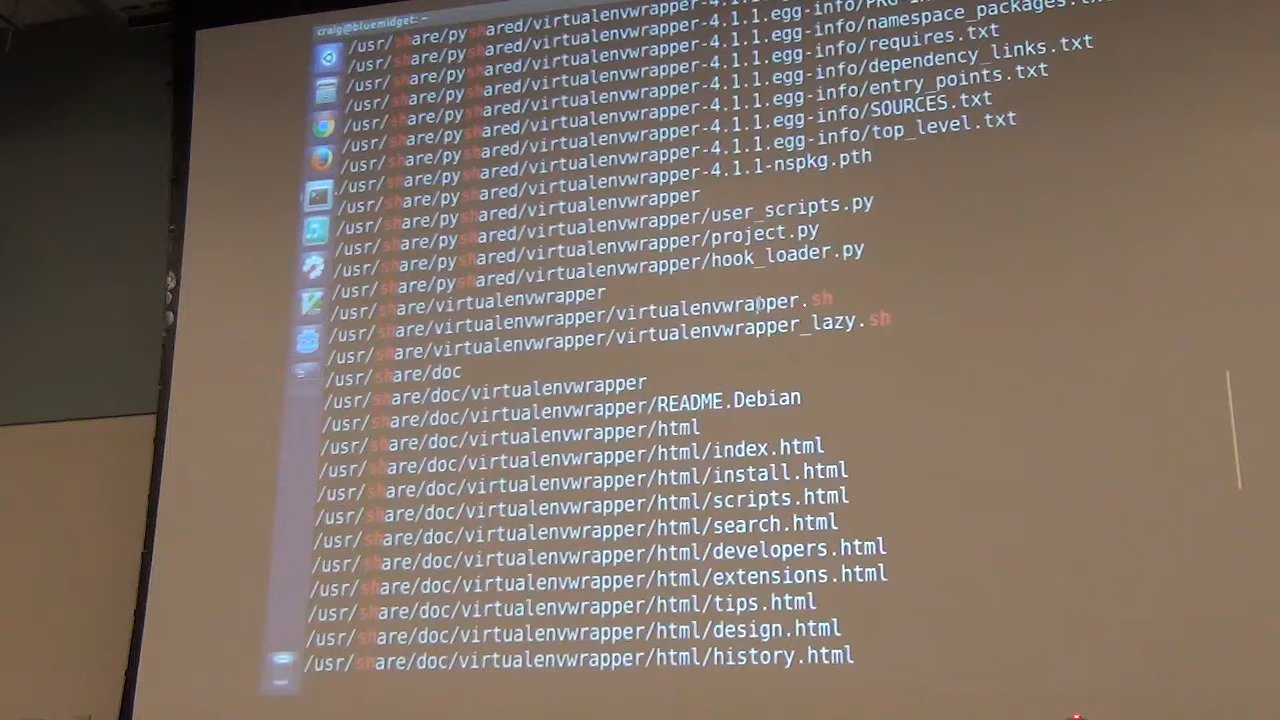 craig@bluemidget: ~
/usr/share/pyshared/virtualenvwrapper-4.1.1.egg-info/PKG-
/usr/share/pyshared/virtualenvwrapper-4.1.1.egg-info/namespace_packages.txt
/usr/share/pyshared/virtualenvwrapper-4.1.1.egg-info/requires.txt
/usr/share/pyshared/virtualenvwrapper-4.1.1.egg-info/dependency_links.txt
/usr/share/pyshared/virtualenvwrapper-4.1.1.egg-info/entry_points.txt
/usr/share/pyshared/virtualenvwrapper-4.1.1.egg-info/SOURCES.txt
/usr/share/pyshared/virtualenvwrapper-4.1.1.egg-info/top_level.txt
/usr/share/pyshared/virtualenvwrapper-4.1.1-nspkg.pth
/usr/share/pyshared/virtualenvwrapper
/usr/share/pyshared/virtualenvwrapper/user_scripts.py
/usr/share/pyshared/virtualenvwrapper/project.py
/usr/share/pyshared/virtualenvwrapper/hook_loader.py
/usr/share/virtualenvwrapper
/usr/share/virtualenvwrapper/virtualenvwrapper.sh
/usr/share/virtualenvwrapper/virtualenvwrapper_lazy.sh
/usr/share/doc
/usr/share/doc/virtualenvwrapper
/usr/share/doc/virtualenvwrapper/README.Debian
/usr/share/doc/virtualenvwrapper/html
/usr/share/doc/virtualenvwrapper/html/index.html
/usr/share/doc/virtualenvwrapper/html/install.html
/usr/share/doc/virtualenvwrapper/html/scripts.html
/usr/share/doc/virtualenvwrapper/html/search.html
/usr/share/doc/virtualenvwrapper/html/developers.html
/usr/share/doc/virtualenvwrapper/html/extensions.html
/usr/share/doc/virtualenvwrapper/html/tips.html
/usr/share/doc/virtualenvwrapper/html/design.html
/usr/share/doc/virtualenvwrapper/html/history.html